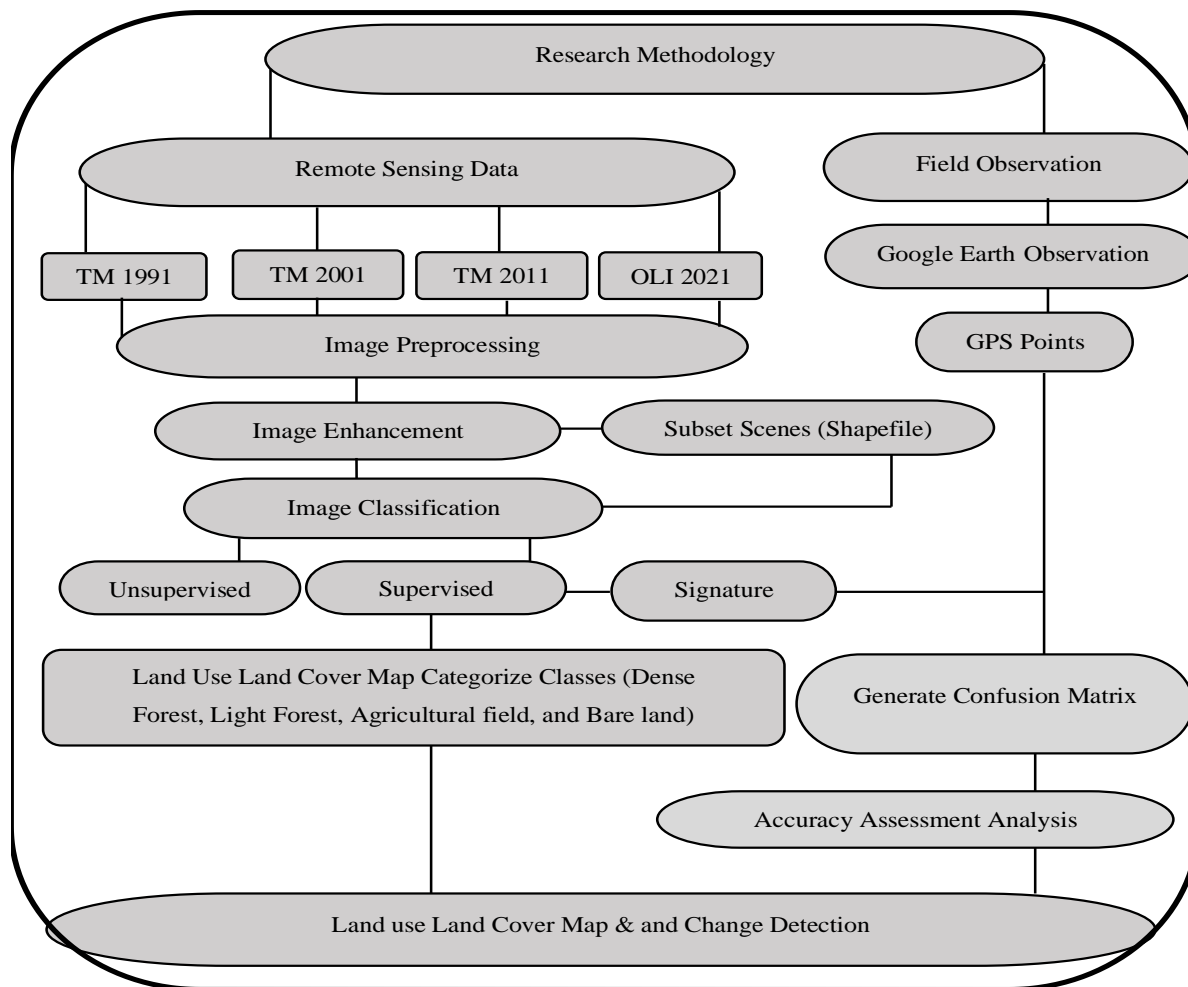 Research Methodology
Remote Sensing Data
Field Observation
Google Earth Observation
TM 1991
TM 2001
TM 2011
OLI 2021
Image Preprocessing
GPS Points
Image Enhancement
Subset Scenes (Shapefile)
Image Classification
Unsupervised
Supervised
Signature
Land Use Land Cover Map Categorize Classes (Dense
Forest, Light Forest, Agricultural field, and Bare land)
Generate Confusion Matrix
Accuracy Assessment Analysis
Land use Land Cover Map & and Change Detection